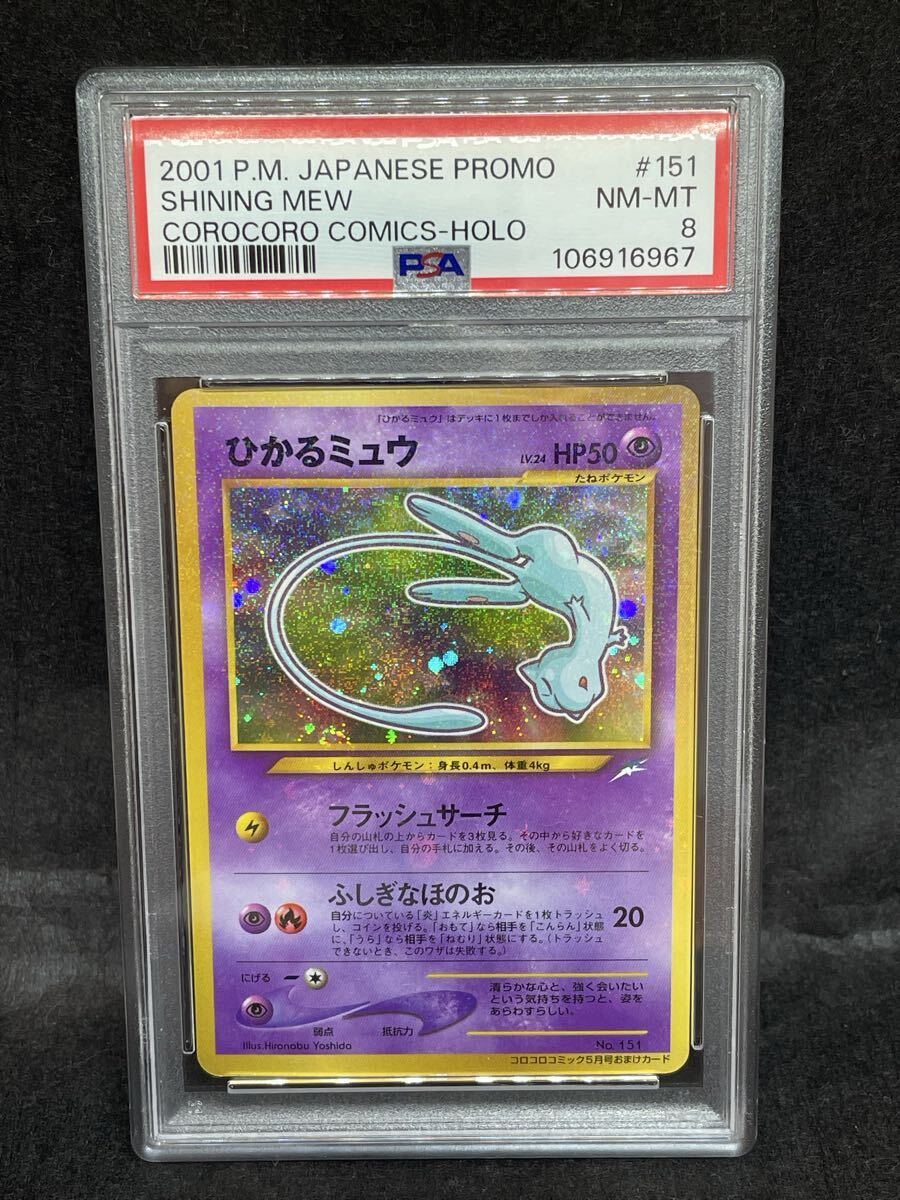 2001 P.M. JAPANESE PROMO #151
SHINING MEW NM-MT
COROCORO COMICS-HOLO 8
PSA 106916967
「ひかるミュウ」はデッキに1枚までしか入れることができません。
ひかるミュウ LV.24 HP50
たねポケモン
しんしゅポケモン:身長0.4m、体重4kg
フラッシュサーチ
自分の山札の上からカードを3枚見る。その中から好きなカードを
1枚選び出し、自分の手札に加える。その後、その山札をよく切る。
ふしぎなほのお
自分についている「炎」エネルギーカードを1枚トラッシュ
し、コインを投げる。「おもて」なら相手を「こんらん」状態
に、「うら」なら相手を「ねむり」状態にする。(トラッシュ
できないとき、このワザは失敗する。)
20
にげる
弱点 抵抗力
清らかな心と、強く会いたい
という気持ちを持つと、姿を
あらわすらしい。
Illus.Hironobu Yoshida No.151
コロコロコミック5月号おまけカード